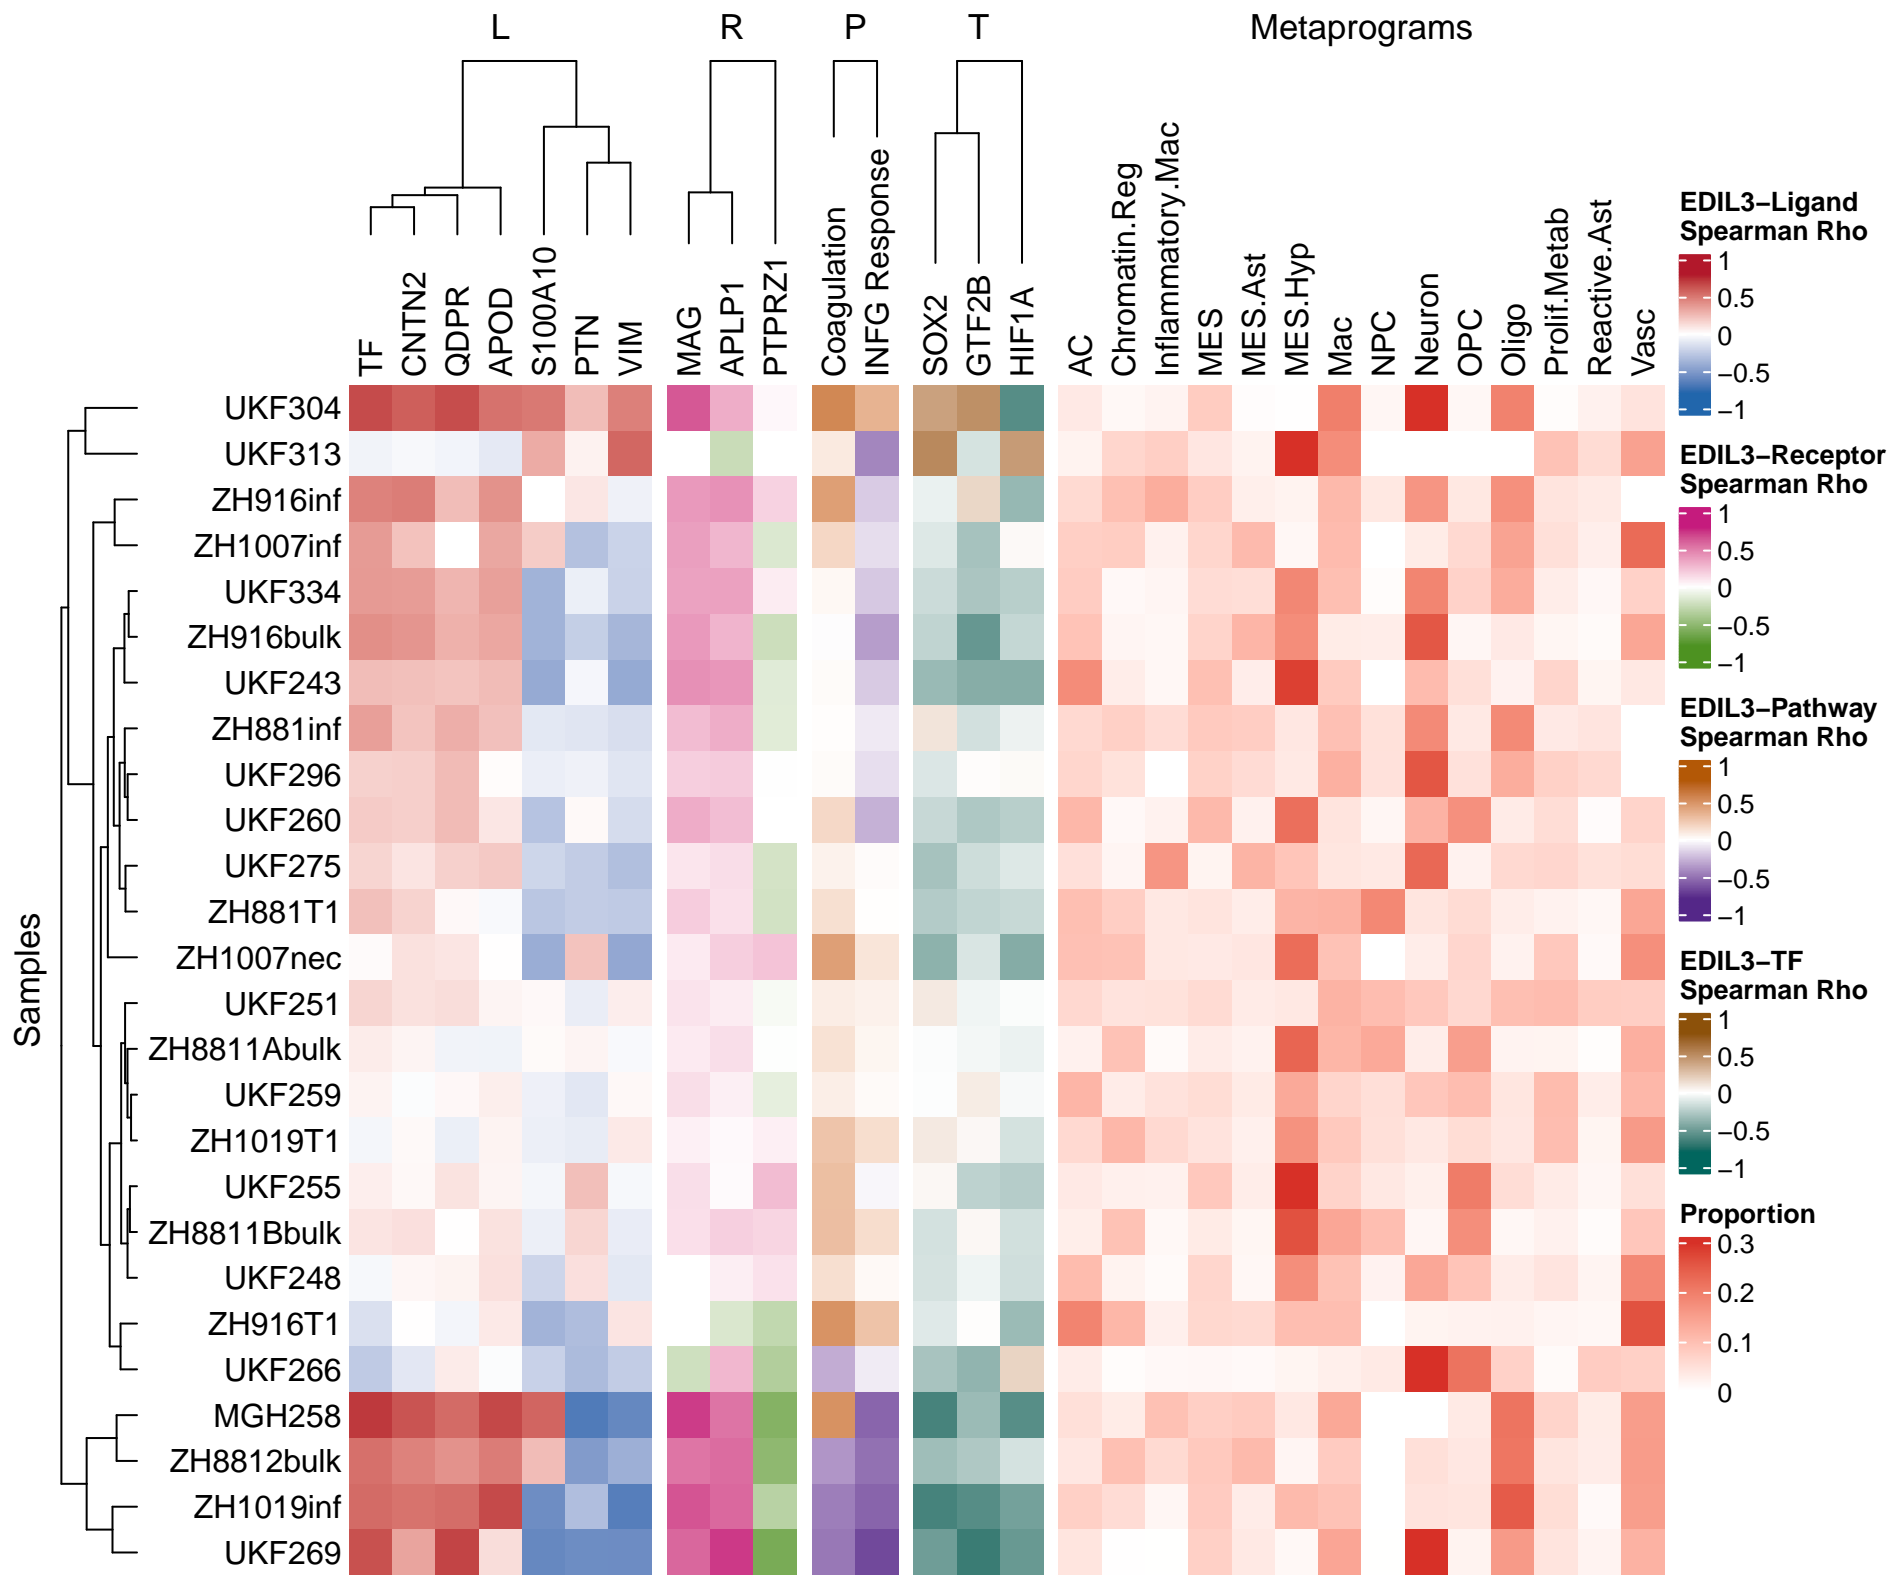 L R P T Metaprograms
TF CNTN2 QDPR APOD S100A10 PTN VIM MAG APLP1 PTPRZ1 Coagulation INFG Response SOX2 GTF2B HIF1A AC Chromatin.Reg Inflammatory.Mac MES MES.Ast MES.Hyp Mac NPC Neuron OPC Oligo Prolif.Metab Reactive.Ast Vasc
Samples
UKF304
UKF313
ZH916inf
ZH1007inf
UKF334
ZH916bulk
UKF243
ZH881inf
UKF296
UKF260
UKF275
ZH881T1
ZH1007nec
UKF251
ZH8811Abulk
UKF259
ZH1019T1
UKF255
ZH8811Bbulk
UKF248
ZH916T1
UKF266
MGH258
ZH8812bulk
ZH1019inf
UKF269
EDIL3−Ligand
Spearman Rho
1
0.5
0
−0.5
−1
EDIL3−Receptor
Spearman Rho
1
0.5
0
−0.5
−1
EDIL3−Pathway
Spearman Rho
1
0.5
0
−0.5
−1
EDIL3−TF
Spearman Rho
1
0.5
0
−0.5
−1
Proportion
0.3
0.2
0.1
0